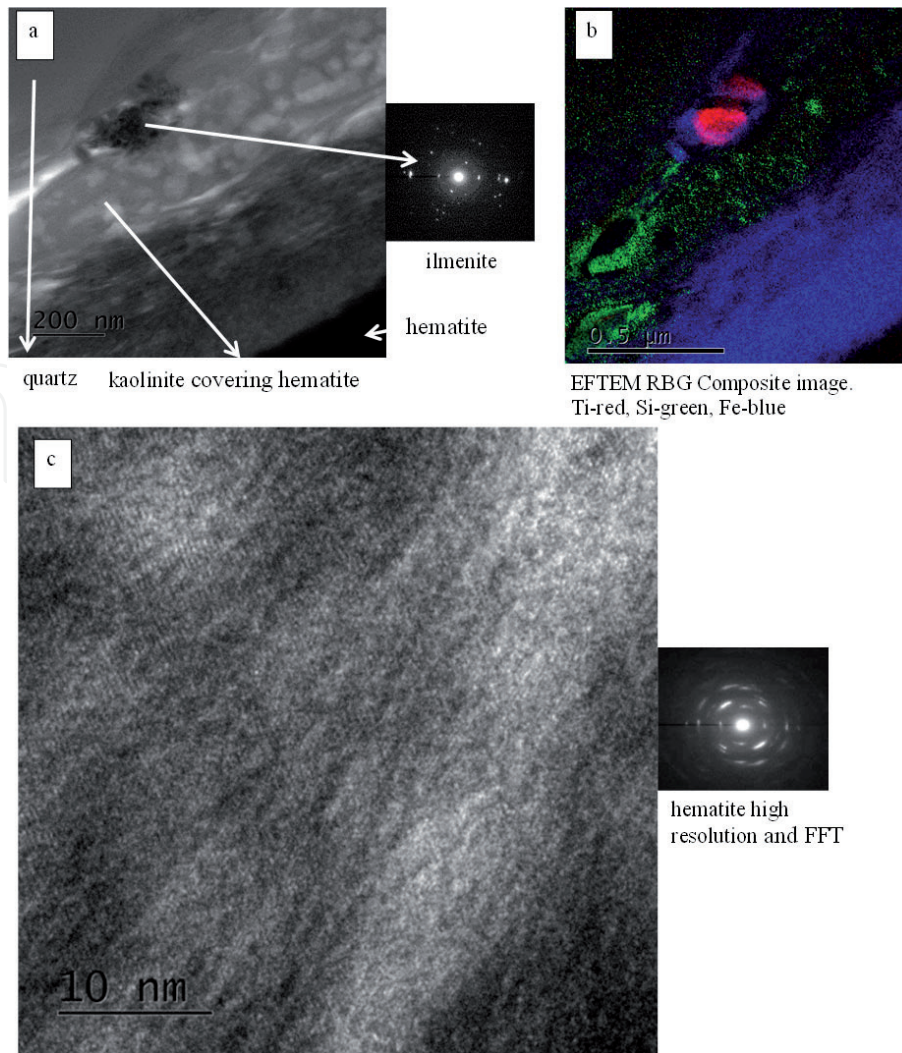 a
200 nm
ilmenite
hematite
quartz
kaolinite covering hematite
b
0.5 µm
EFTEM RBG Composite image.
Ti-red, Si-green, Fe-blue
c
10 nm
hematite high
resolution and FFT